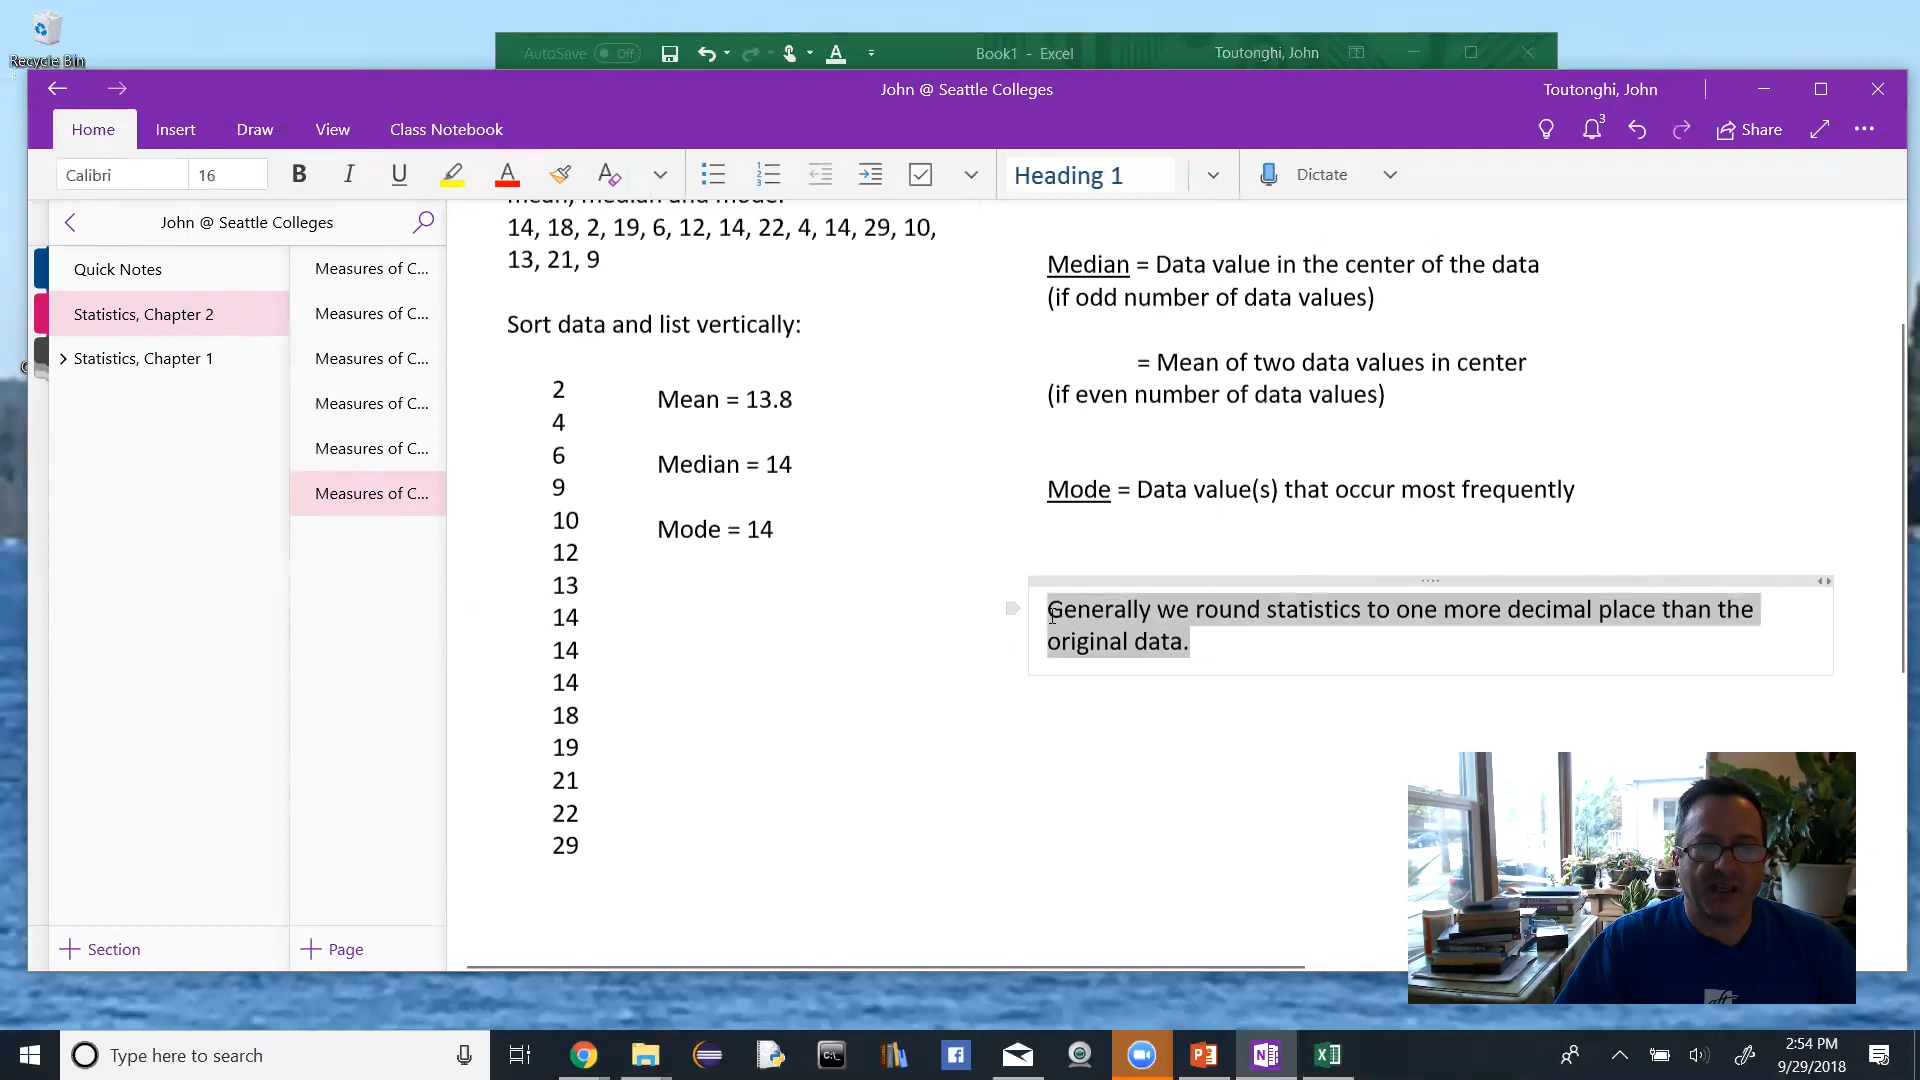 Recycle Bin
AutoSave Off
Book1 - Excel
Toutonghi, John
John @ Seattle Colleges
Toutonghi, John
Home
Insert
Draw
View
Class Notebook
3
Share
Calibri
16
B
I
U
A
Heading 1
Dictate
John @ Seattle Colleges
Quick Notes
Statistics, Chapter 2
Statistics, Chapter 1
Measures of C...
Measures of C...
Measures of C...
Measures of C...
Measures of C...
Measures of C...
Section
Page
mean, median and mode:
14, 18, 2, 19, 6, 12, 14, 22, 4, 14, 29, 10,
13, 21, 9
Sort data and list vertically:
2
4
6
9
10
12
13
14
14
14
18
19
21
22
29
Mean = 13.8
Median = 14
Mode = 14
Median = Data value in the center of the data
(if odd number of data values)
= Mean of two data values in center
(if even number of data values)
Mode = Data value(s) that occur most frequently
Generally we round statistics to one more decimal place than the
original data.
Type here to search
2:54 PM
9/29/2018